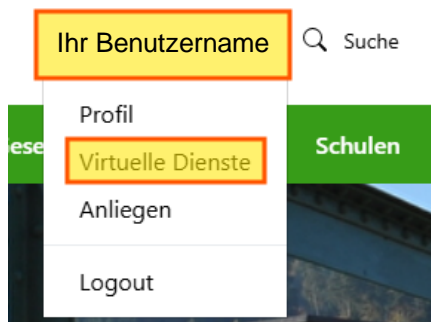 Ihr Benutzername
Suche
Profil
Virtuelle Dienste
Schulen
Anliegen
Logout